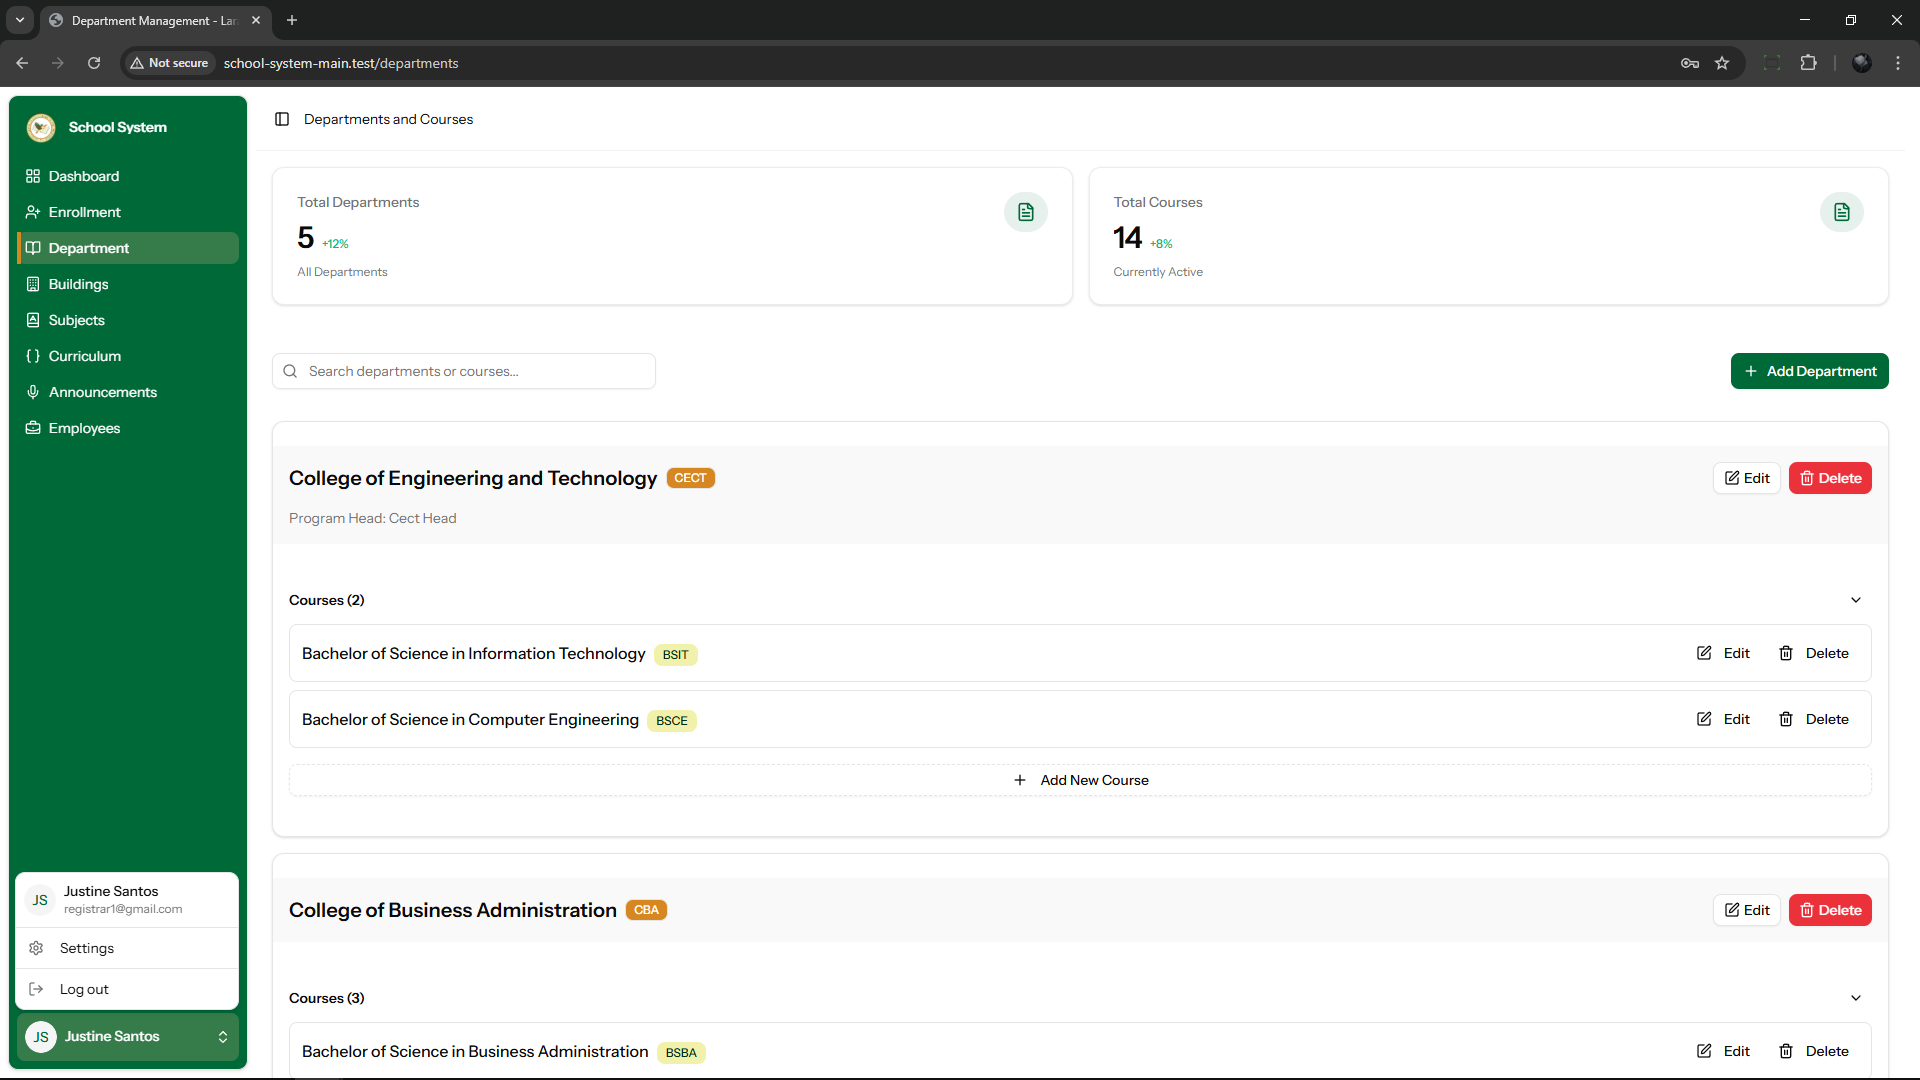 Department Management - Lar
Not secure
school-system-main.test/departments
School System
Dashboard
Enrollment
Department
Buildings
Subjects
Curriculum
Announcements
Employees
Justine Santos
registrar1@gmail.com
Settings
Log out
JS
JS
Justine Santos
Departments and Courses
Total Departments
5 +12%
All Departments
Total Courses
14 +8%
Currently Active
Search departments or courses...
Add Department
College of Engineering and Technology CECT
Edit Delete
Program Head: Cect Head
Courses (2)
Bachelor of Science in Information Technology BSIT
Edit Delete
Bachelor of Science in Computer Engineering BSCE
Edit Delete
Add New Course
College of Business Administration CBA
Edit Delete
Courses (3)
Bachelor of Science in Business Administration BSBA
Edit Delete